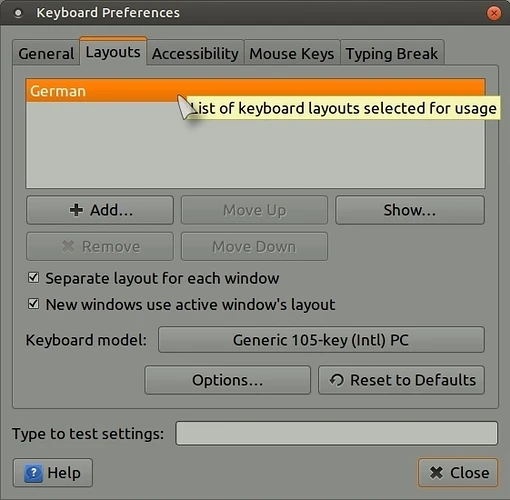 Keyboard Preferences
General Layouts Accessibility Mouse Keys Typing Break
German
List of keyboard layouts selected for usage
Add... Move Up Show...
Remove Move Down
Separate layout for each window
New windows use active window's layout
Keyboard model: Generic 105-key (Intl) PC
Options... Reset to Defaults
Type to test settings:
? Help Close